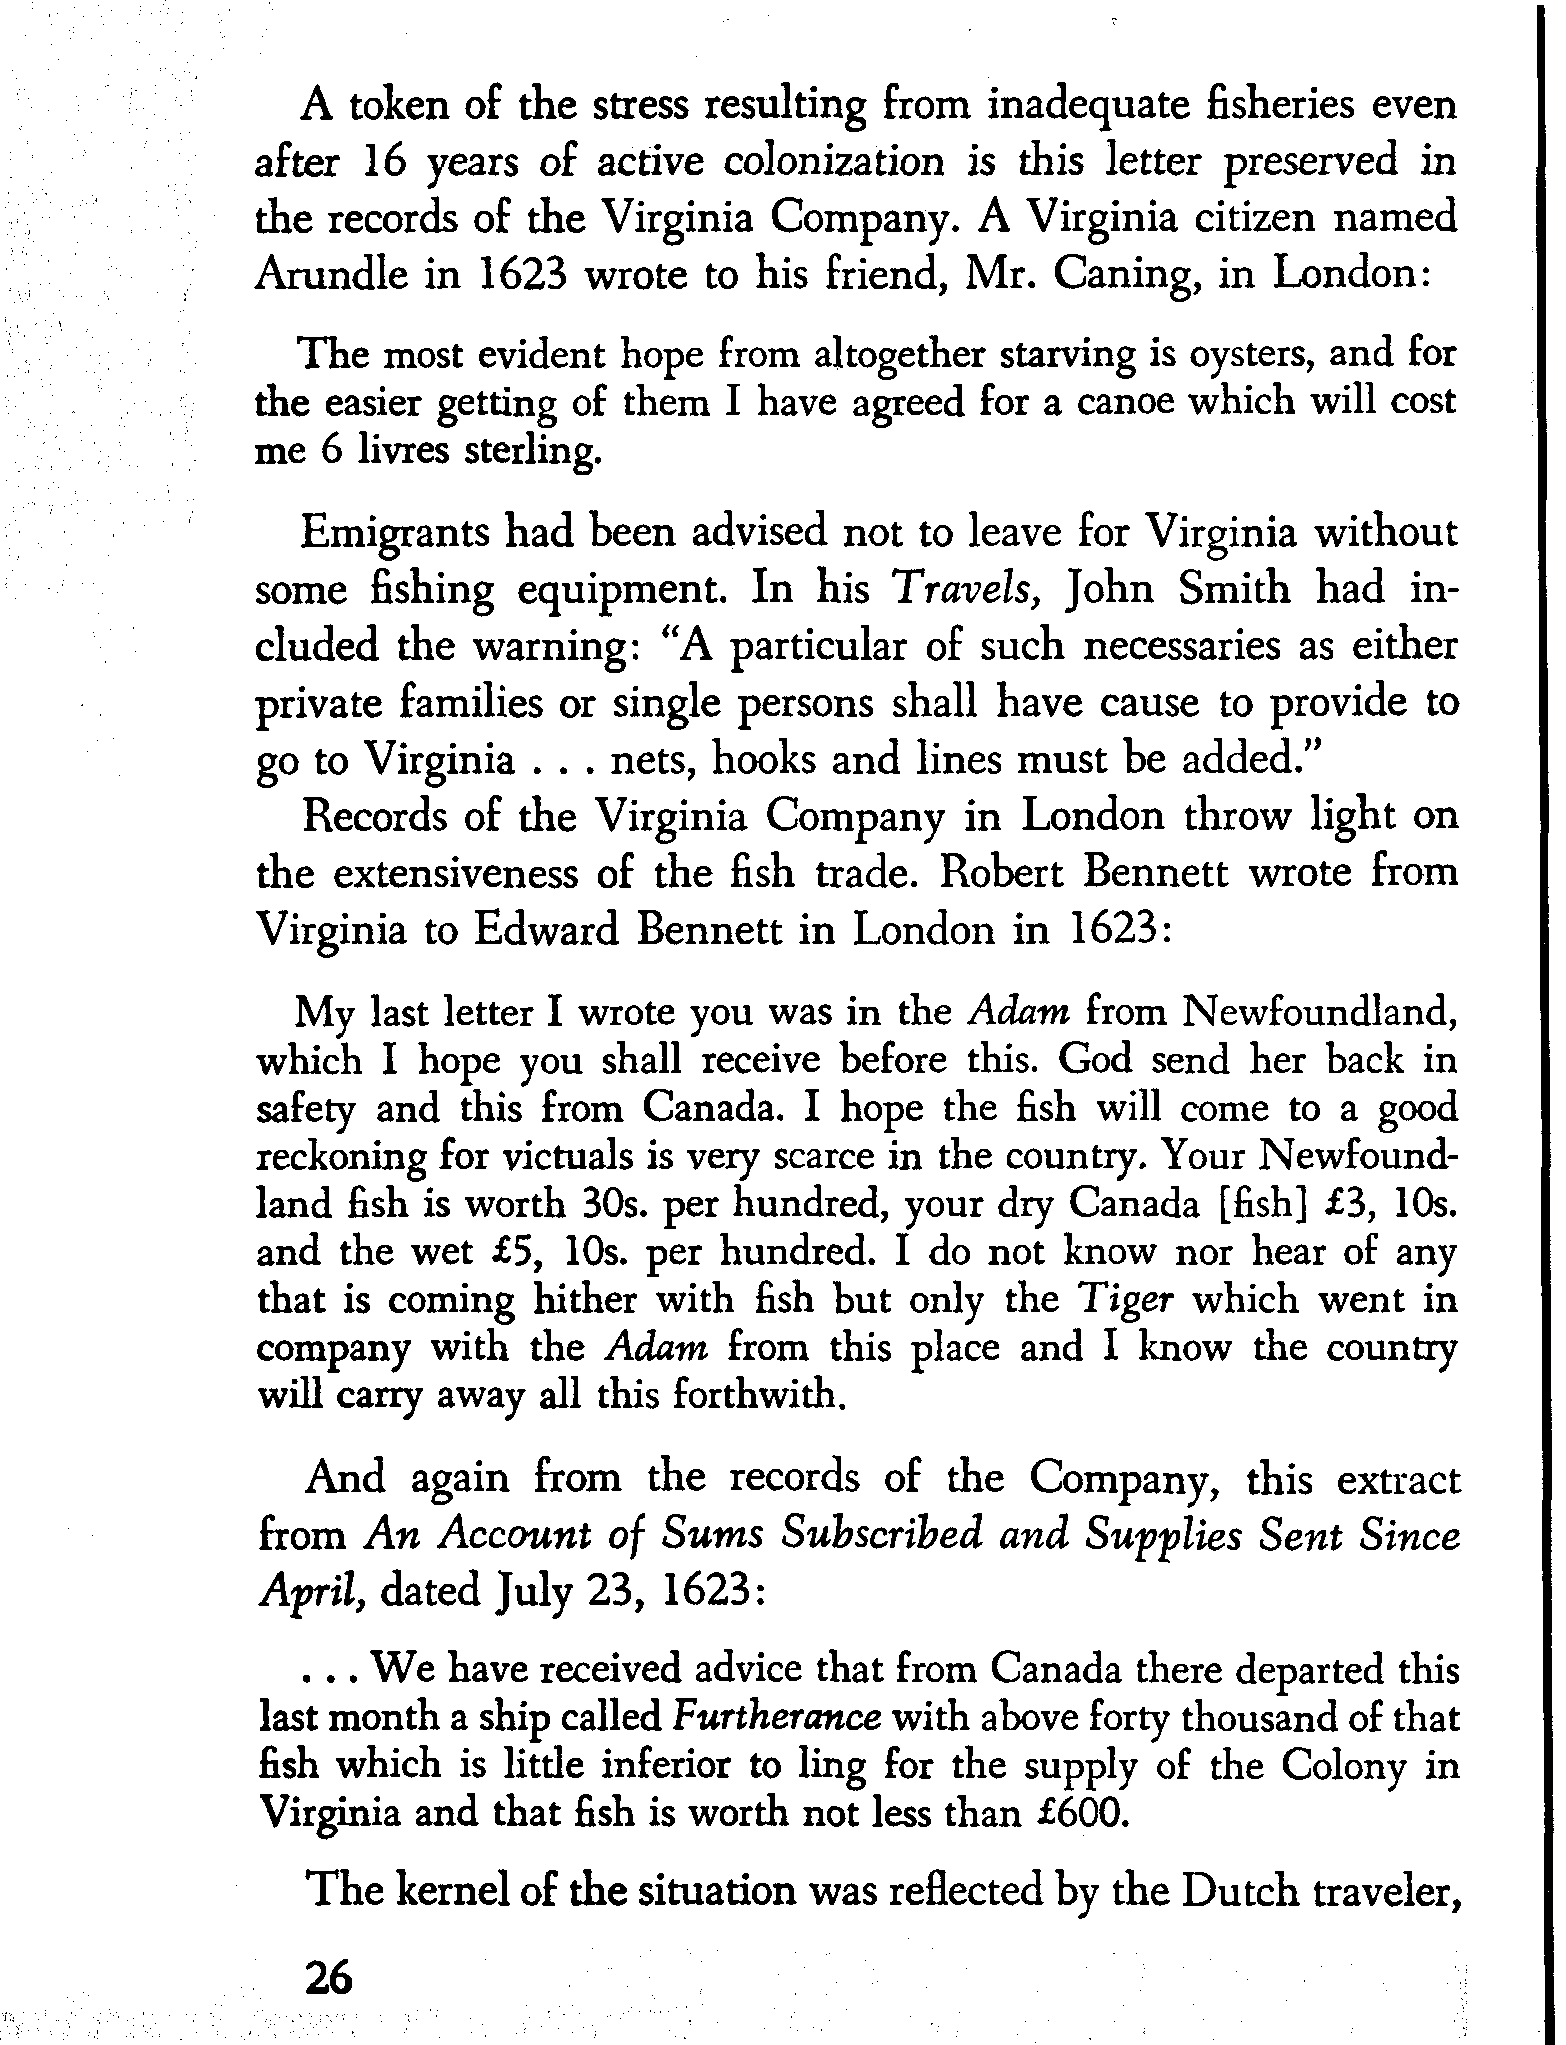 A token of the stress resulting from inadequate fisheries even
after 16 years of active colonization is this letter preserved in
the records of the Virginia Company. A Virginia citizen named
Arundle in 1623 wrote to his friend, Mr. Caning, in London:
The most evident hope from altogether starving is oysters, and for
the easier getting of them I have agreed for a canoe which will cost
me 6 livres sterling.
Emigrants had been advised not to leave for Virginia without
some fishing equipment. In his Travels, John Smith had in-
cluded the warning: "A particular of such necessaries as either
private families or single persons shall have cause to provide to
go to Virginia . . . nets, hooks and lines must be added."
Records of the Virginia Company in London throw light on
the extensiveness of the fish trade. Robert Bennett wrote from
Virginia to Edward Bennett in London in 1623:
My last letter I wrote you was in the Adam from Newfoundland,
which I hope you shall receive before this. God send her back in
safety and this from Canada. I hope the fish will come to a good
reckoning for victuals is very scarce in the country. Your Newfound-
land fish is worth 30s. per hundred, your dry Canada [fish] £3, 10s.
and the wet £5, 10s. per hundred. I do not know nor hear of any
that is coming hither with fish but only the Tiger which went in
company with the Adam from this place and I know the country
will carry away all this forthwith.
And again from the records of the Company, this extract
from An Account of Sums Subscribed and Supplies Sent Since
April, dated July 23, 1623:
. . . We have received advice that from Canada there departed this
last month a ship called Furtherance with above forty thousand of that
fish which is little inferior to ling for the supply of the Colony in
Virginia and that fish is worth not less than £600.
The kernel of the situation was reflected by the Dutch traveler,
26